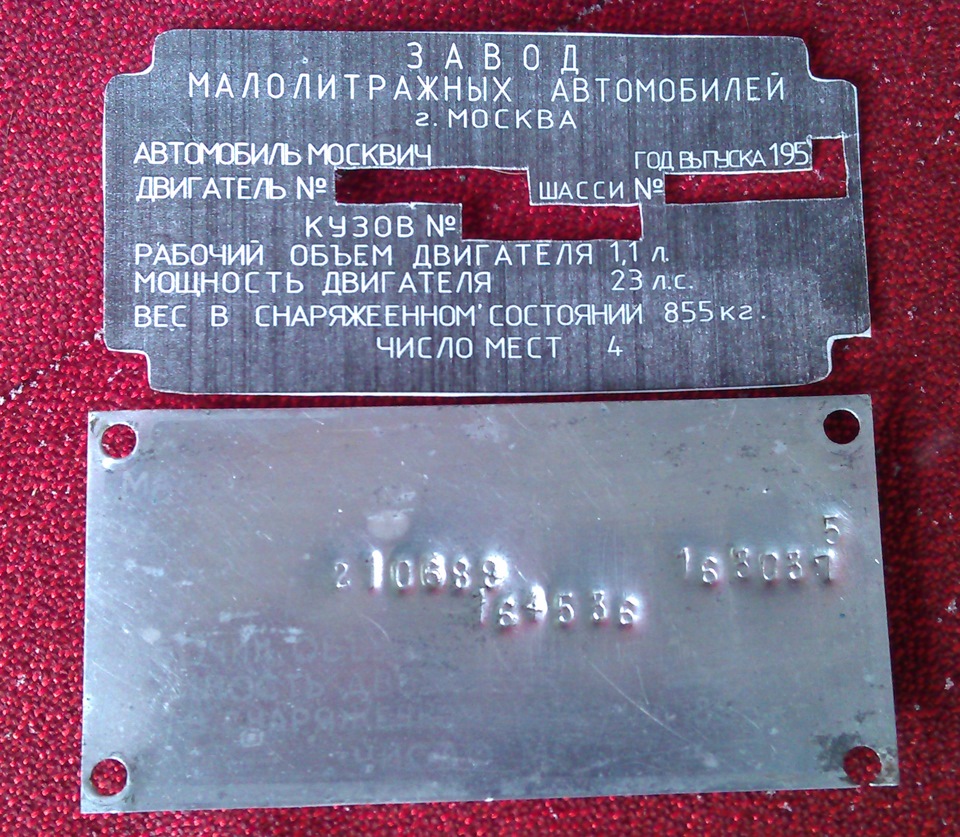 ЗАВОД
МАЛОЛИТРАЖНЫХ АВТОМОБИЛЕЙ
г. МОСКВА
АВТОМОБИЛЬ МОСКВИЧ ГОД ВЫПУСКА 195
ДВИГАТЕЛЬ № ШАССИ №
КУЗОВ №
РАБОЧИЙ ОБЪЕМ ДВИГАТЕЛЯ 1,1 л.
МОЩНОСТЬ ДВИГАТЕЛЯ 23 л.с.
ВЕС В СНАРЯЖЕЕННОМ СОСТОЯНИИ 855 кг.
ЧИСЛО МЕСТ 4
5
210689 163037
164536